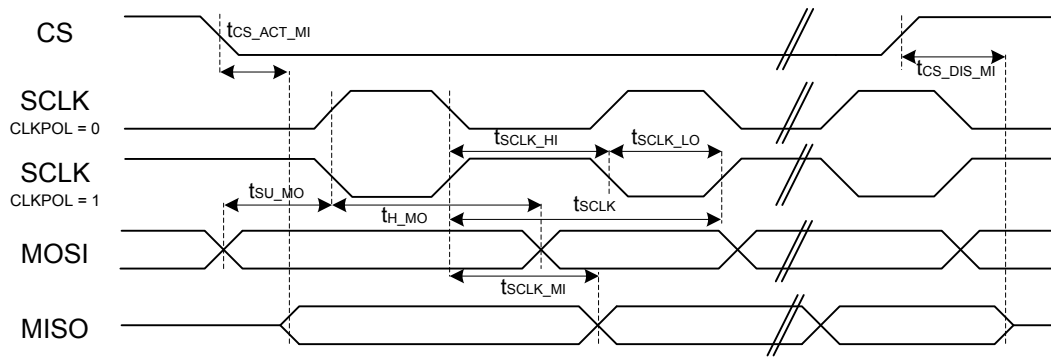 CS
tCS_ACT_MI
tCS_DIS_MI
SCLK
CLKPOL = 0
tSCLK_HI
tSCLK_LO
SCLK
CLKPOL = 1
tSU_MO
tH_MO
tSCLK
MOSI
tSCLK_MI
MISO